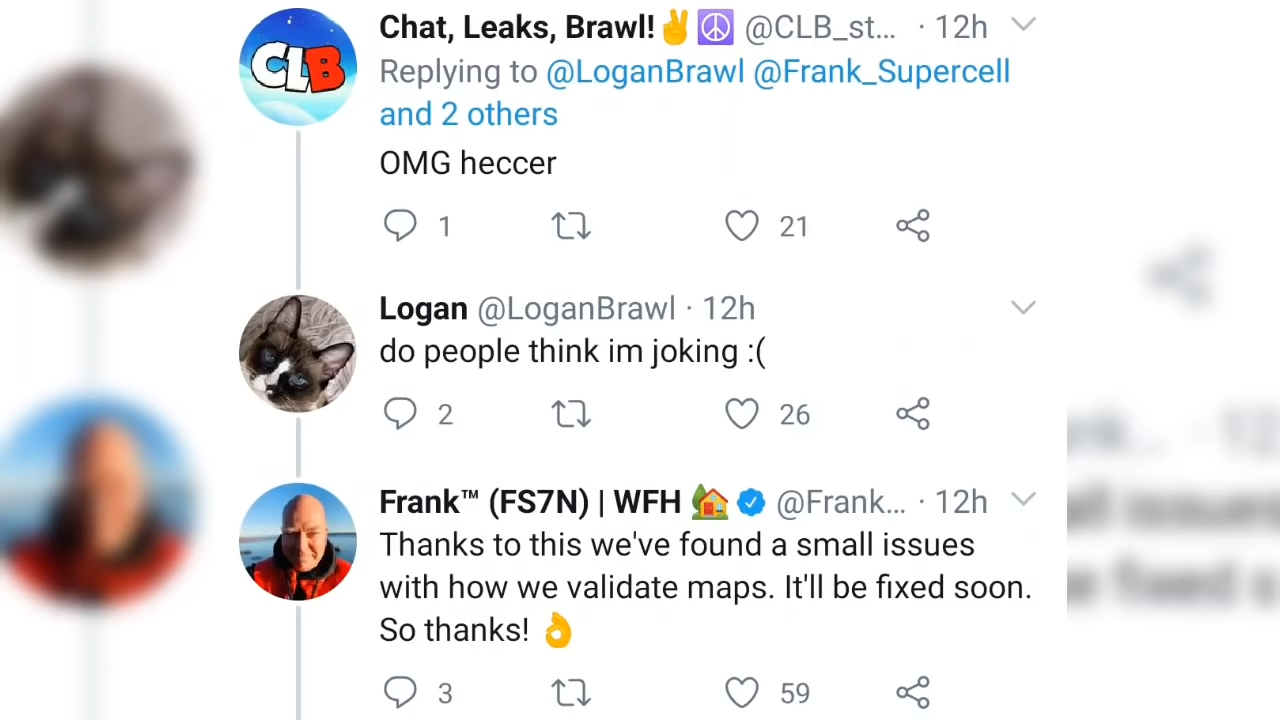 CLB
Chat, Leaks, Brawl!✌️☮️ @CLB_st... · 12h
Replying to @LoganBrawl @Frank_Supercell
and 2 others
OMG heccer
1 21
Logan @LoganBrawl · 12h
do people think im joking :(
2 26
Frank™ (FS7N) | WFH 🏡 @Frank... · 12h
Thanks to this we've found a small issues
with how we validate maps. It'll be fixed soon.
So thanks! 👌
3 59